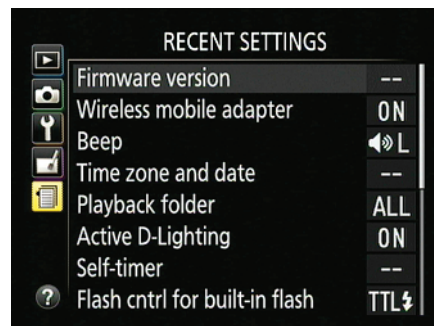 RECENT SETTINGS
Firmware version --
Wireless mobile adapter ON
Beep L
Time zone and date --
Playback folder ALL
Active D-Lighting ON
Self-timer --
? Flash cntrl for built-in flash TTL